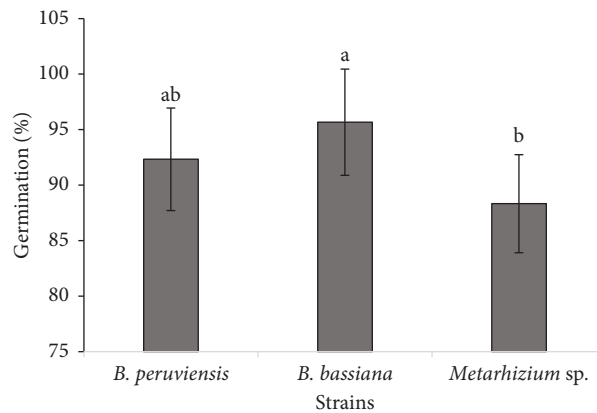 105
100
95
90
85
80
75
Germination (%)
ab
a
b
B. peruviensis
B. bassiana
Metarhizium sp.
Strains